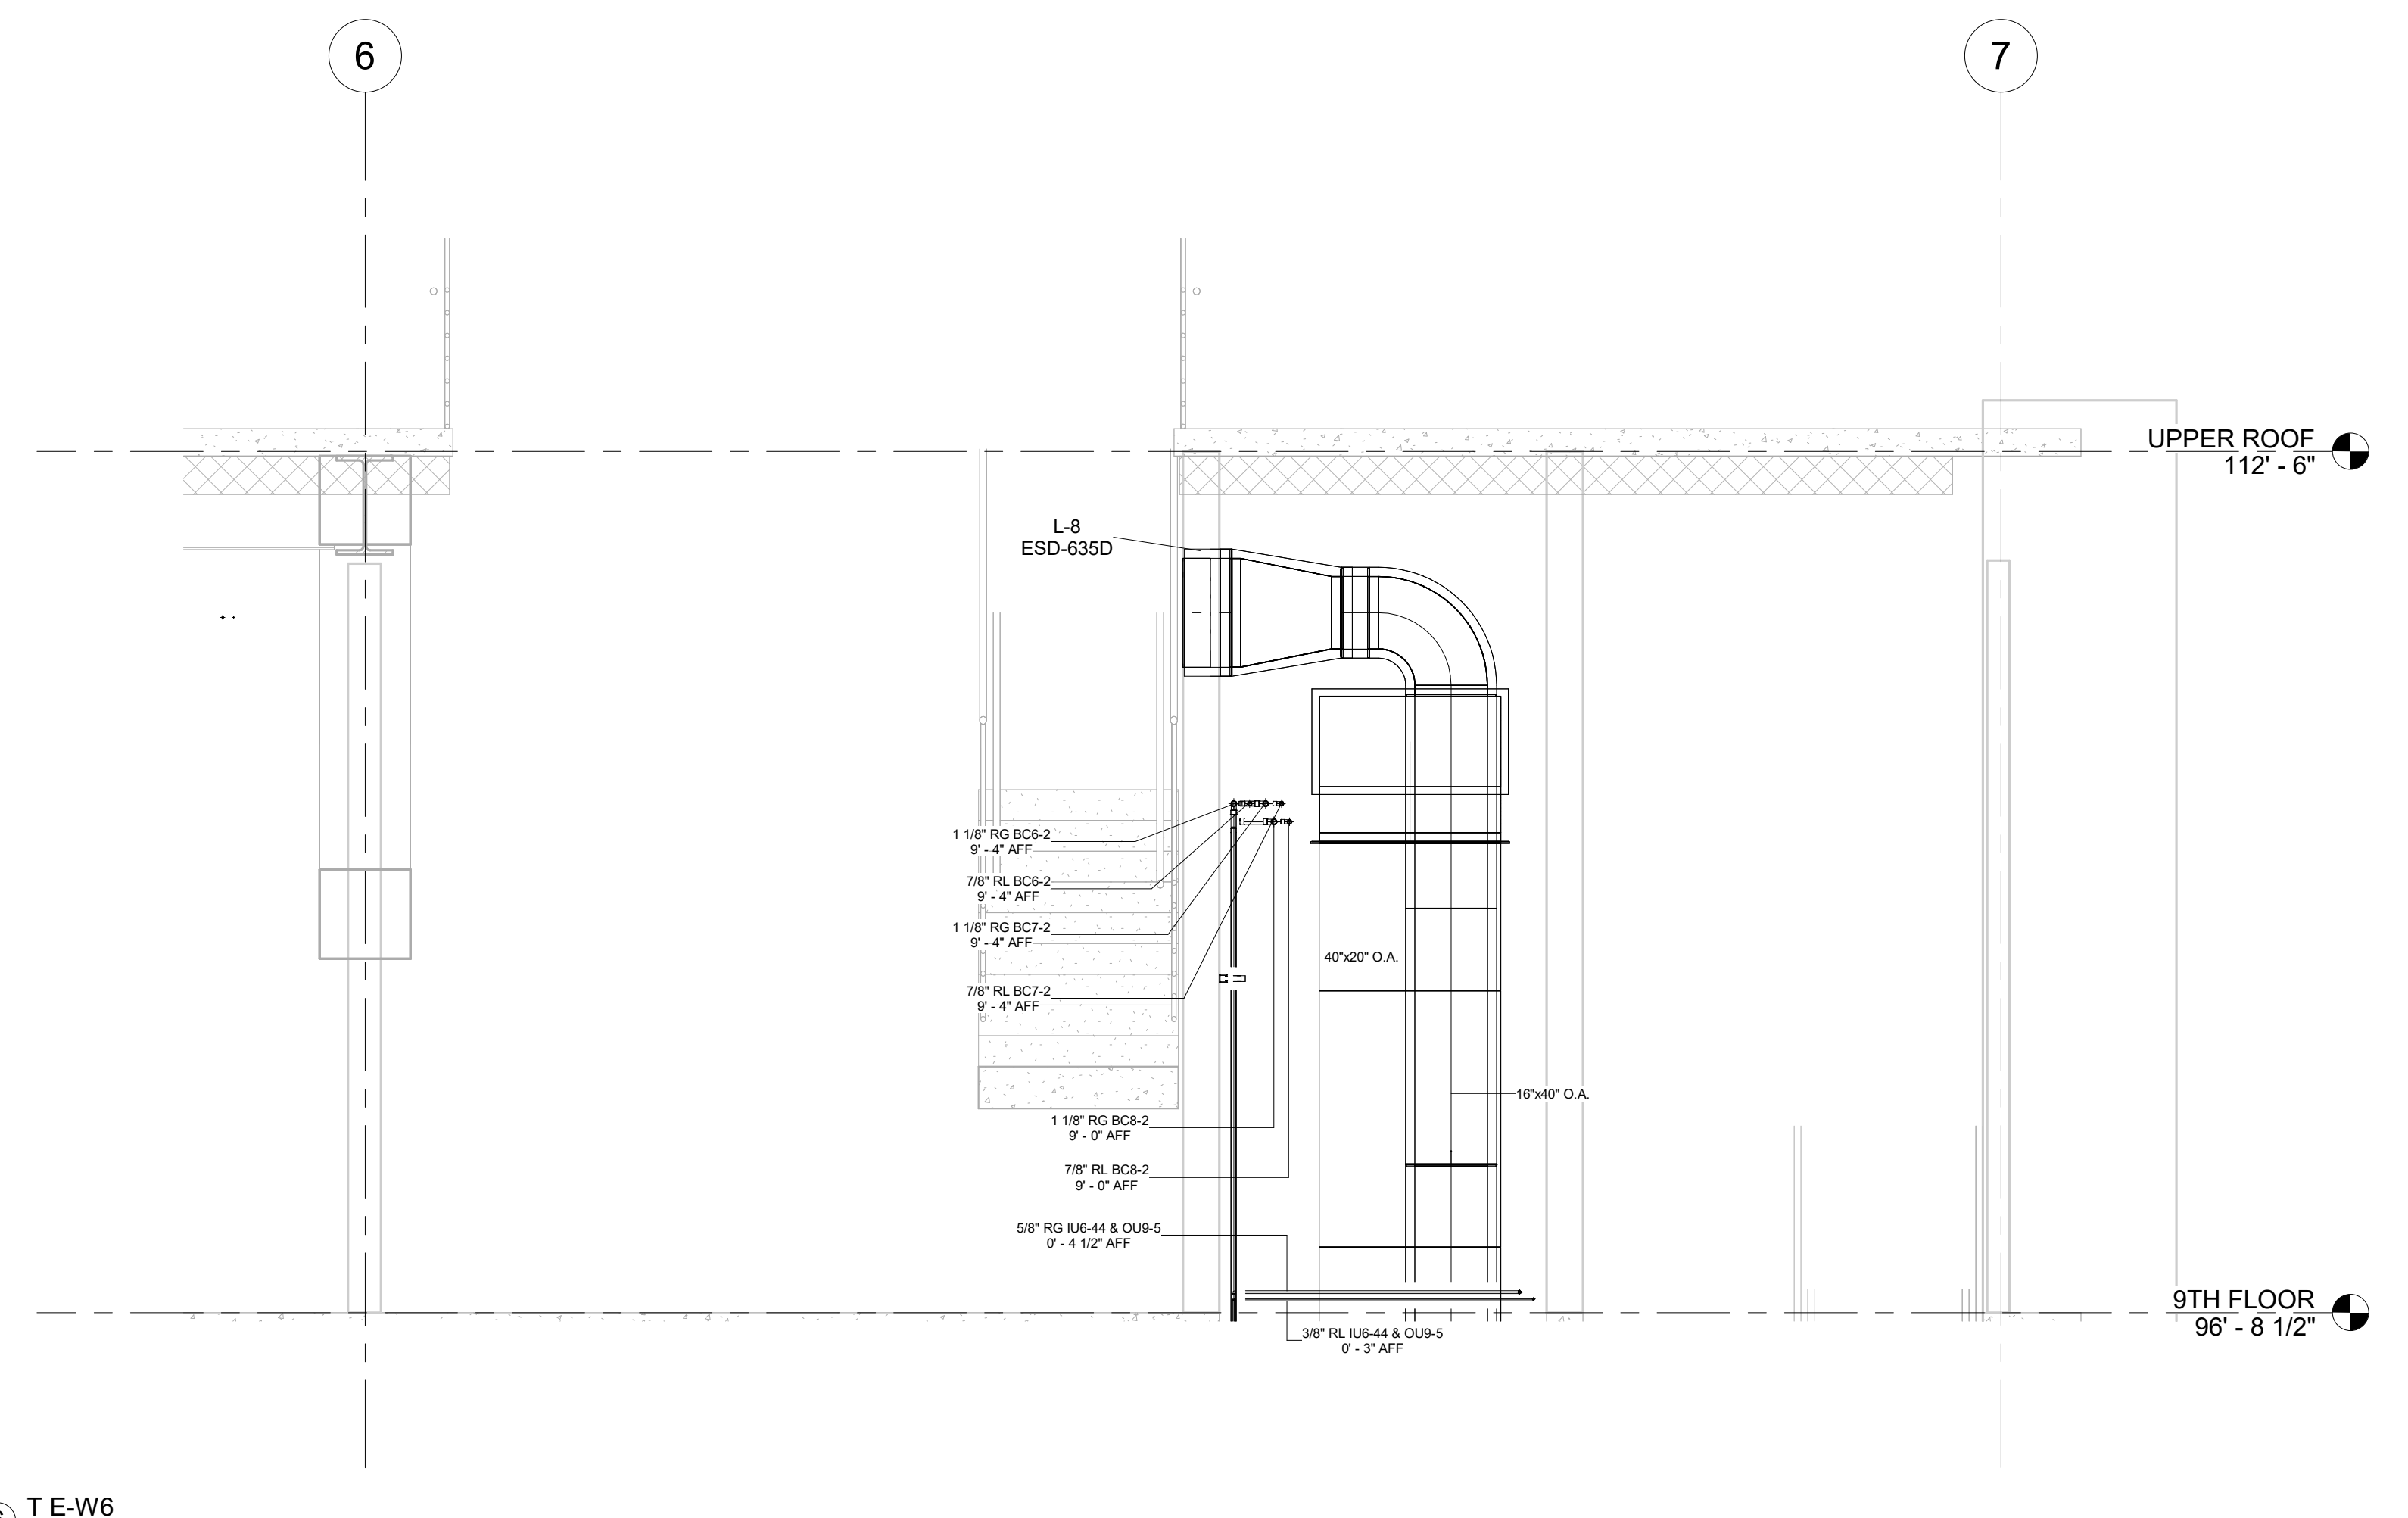 6
7
UPPER ROOF
112' - 6"
L-8
ESD-635D
1 1/8" RG BC6-2
9' - 4" AFF
7/8" RL BC6-2
9' - 4" AFF
1 1/8" RG BC7-2
9' - 4" AFF
40"x20" O.A.
7/8" RL BC7-2
9' - 4" AFF
16"x40" O.A.
1 1/8" RG BC8-2
9' - 0" AFF
7/8" RL BC8-2
9' - 0" AFF
5/8" RG IU6-44 & OU9-5
0' - 4 1/2" AFF
9TH FLOOR
96' - 8 1/2"
3/8" RL IU6-44 & OU9-5
0' - 3" AFF
T E-W6